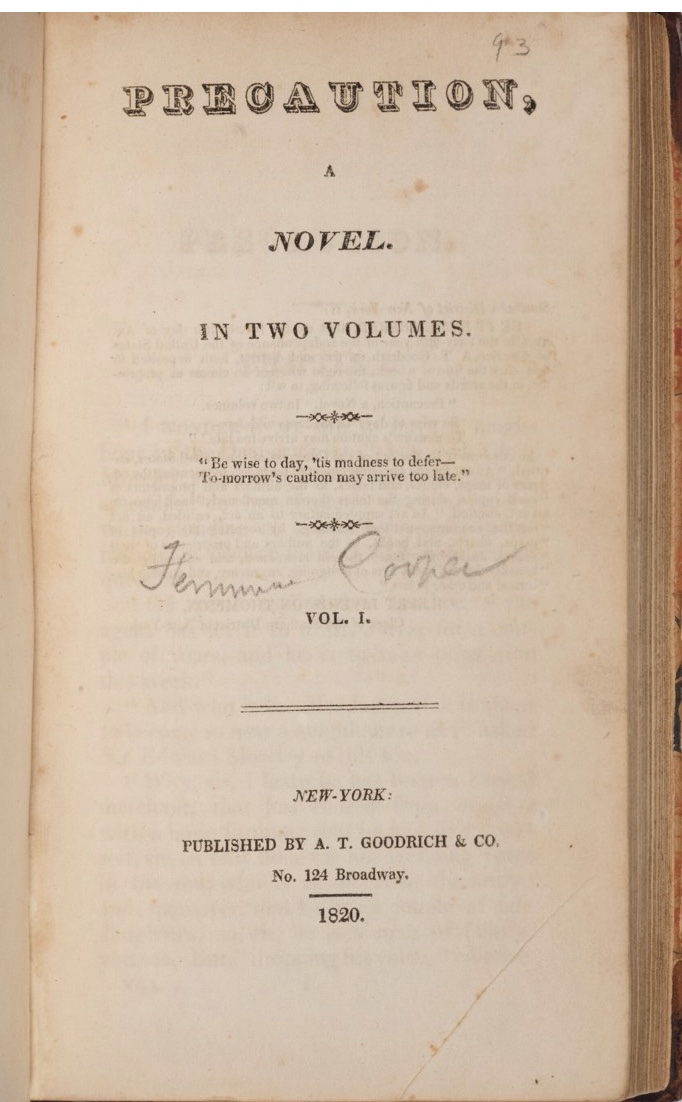 93
PRECAUTION,
A
NOVEL.
IN TWO VOLUMES.
"Be wise to day, 'tis madness to defer—
To-morrow's caution may arrive too late."
Cooper
VOL. I.
NEW-YORK:
PUBLISHED BY A. T. GOODRICH & CO.
No. 124 Broadway.
1820.